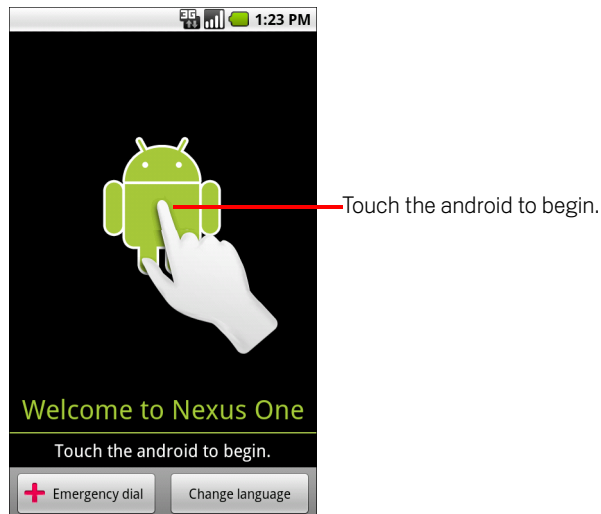 3G 1:23 PM
Touch the android to begin.
Welcome to Nexus One
Touch the android to begin.
Emergency dial
Change language